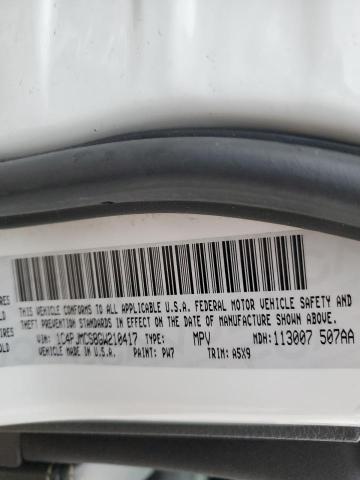 IRES
THIS VEHICLE CONFORMS TO ALL APPLICABLE U.S.A. FEDERAL MOTOR VEHICLE SAFETY AND
THEFT PREVENTION STANDARDS IN EFFECT ON THE DATE OF MANUFACTURE SHOWN ABOVE.
VIN: 1C4PJMCS8GW210417 TYPE: MPV MDH: 113007 507AA
VEHICLE MADE IN U.S.A. PAINT: PW7 TRIM: A5X9